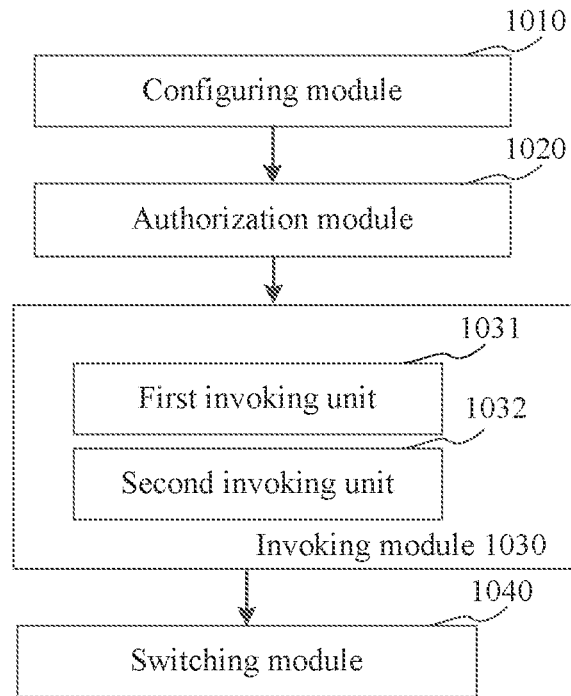 1010
Configuring module
1020
Authorization module
1031
First invoking unit
1032
Second invoking unit
Invoking module 1030
1040
Switching module